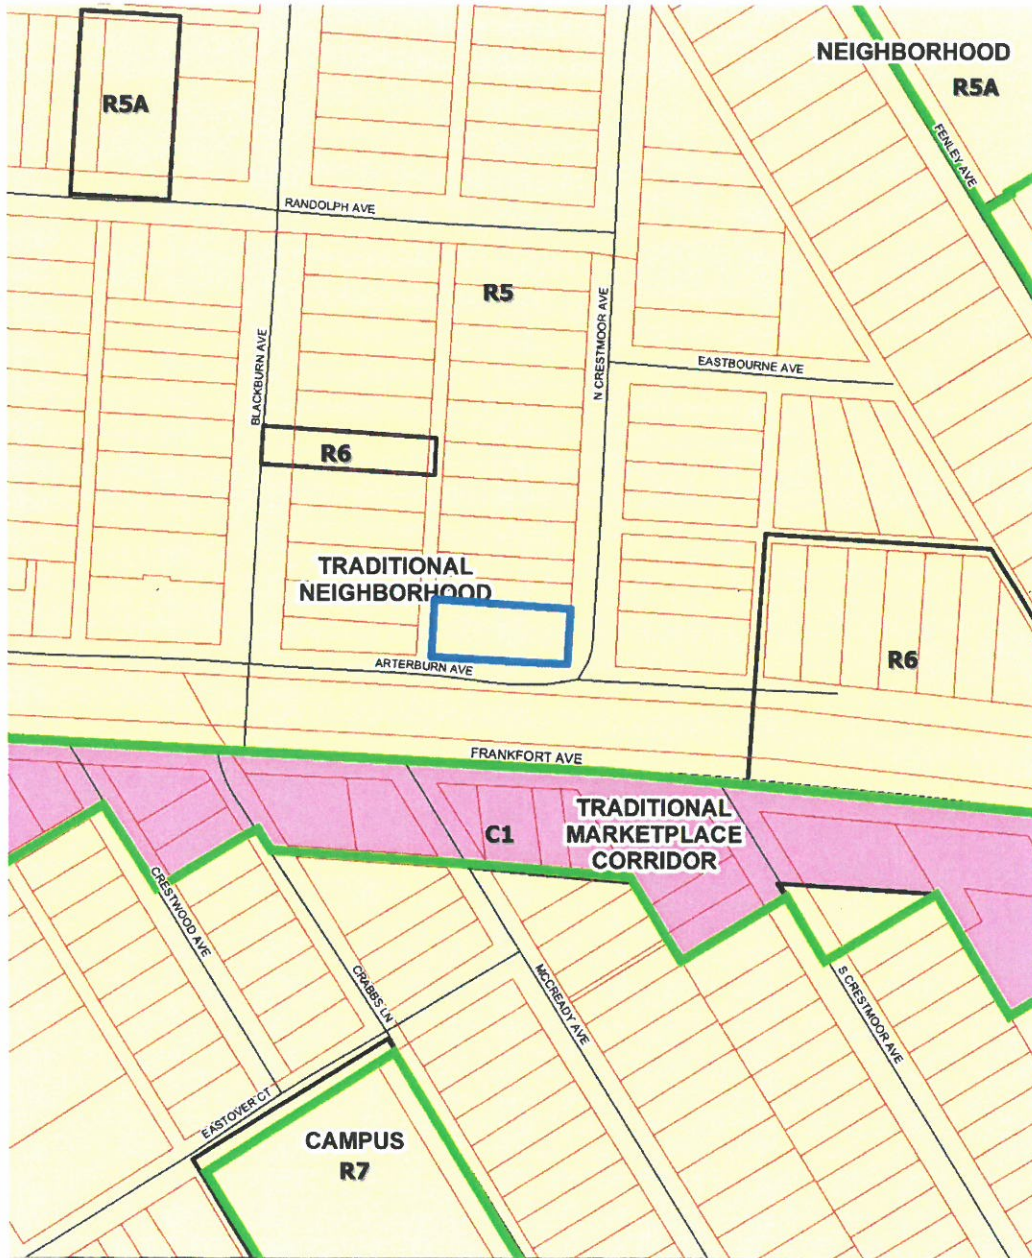 NEIGHBORHOOD
R5A
R5A
FENLEY AVE
RANDOLPH AVE
R5
N CRESTMOOR AVE
BLACKBURN AVE
EASTBOURNE AVE
R6
TRADITIONAL
NEIGHBORHOOD
ARTERBURN AVE
R6
FRANKFORT AVE
TRADITIONAL
MARKETPLACE
CORRIDOR
C1
CRESTWOOD AVE
CRABBS LN
MCCREADY AVE
S CRESTMOOR AVE
EASTOVER CT
CAMPUS
R7